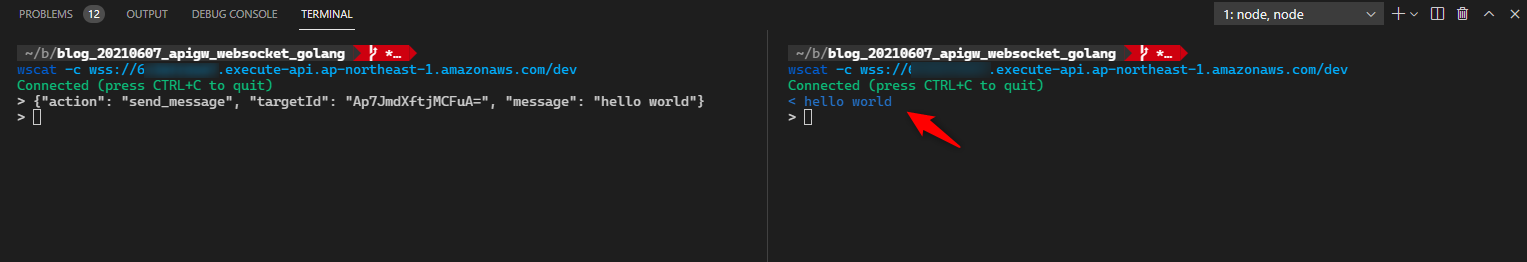 PROBLEMS 12 OUTPUT DEBUG CONSOLE TERMINAL 1: node, node
~/b/blog_20210607_apigw_websocket_golang *…
wscat -c wss://6 .execute-api.ap-northeast-1.amazonaws.com/dev
Connected (press CTRL+C to quit)
> {"action": "send_message", "targetId": "Ap7JmdXftjMCFuA=", "message": "hello world"}
>
~/b/blog_20210607_apigw_websocket_golang *…
wscat -c wss:// .execute-api.ap-northeast-1.amazonaws.com/dev
Connected (press CTRL+C to quit)
< hello world
>